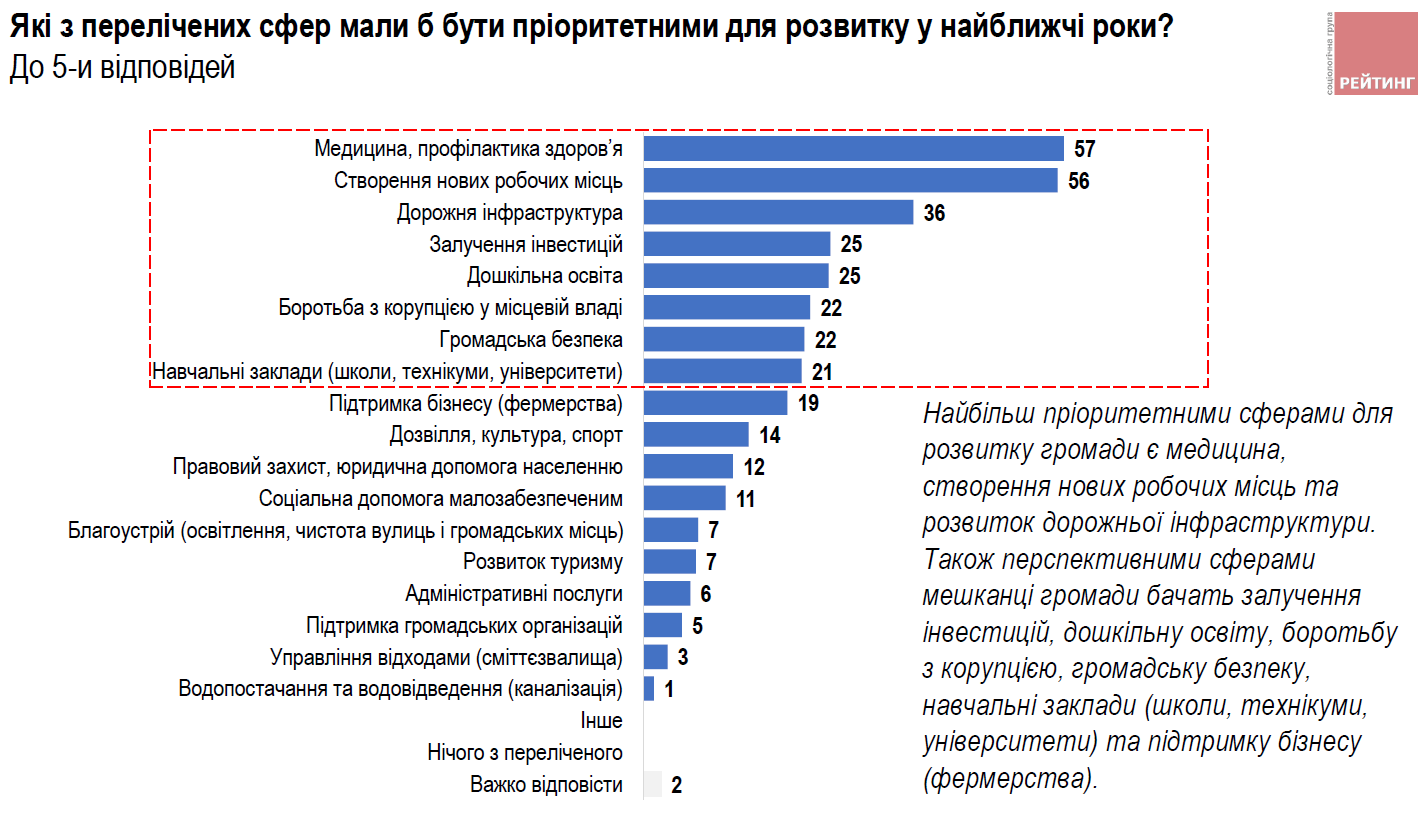 Які з перелічених сфер мали б бути пріоритетними для розвитку у найближчі роки?
До 5-и відповідей
соціологічна група
РЕЙТИНГ
Медицина, профілактика здоров’я 57
Створення нових робочих місць 56
Дорожня інфраструктура 36
Залучення інвестицій 25
Дошкільна освіта 25
Боротьба з корупцією у місцевій владі 22
Громадська безпека 22
Навчальні заклади (школи, технікуми, університети) 21
Підтримка бізнесу (фермерства) 19
Дозвілля, культура, спорт 14
Правовий захист, юридична допомога населенню 12
Соціальна допомога малозабезпеченим 11
Благоустрій (освітлення, чистота вулиць і громадських місць) 7
Розвиток туризму 7
Адміністративні послуги 6
Підтримка громадських організацій 5
Управління відходами (сміттєзвалища) 3
Водопостачання та водовідведення (каналізація) 1
Інше
Нічого з переліченого
Важко відповісти 2
Найбільш пріоритетними сферами для
розвитку громади є медицина,
створення нових робочих місць та
розвиток дорожньої інфраструктури.
Також перспективними сферами
мешканці громади бачать залучення
інвестицій, дошкільну освіту, боротьбу
з корупцією, громадську безпеку,
навчальні заклади (школи, технікуми,
університети) та підтримку бізнесу
(фермерства).